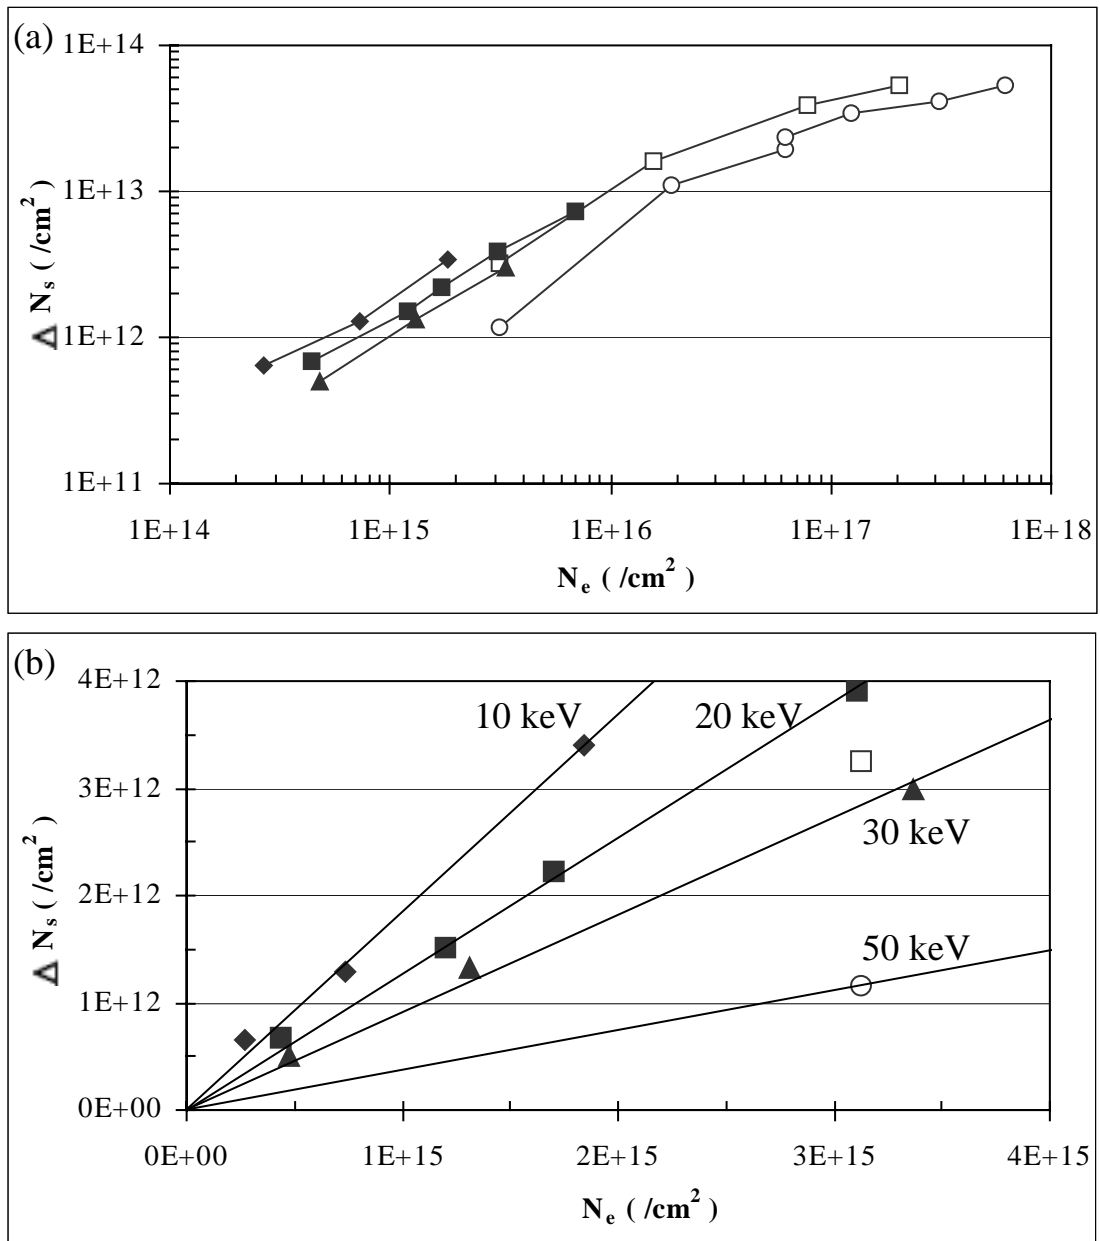 (a)
1E+14
1E+13
1E+12
1E+11
Δ Nₛ ( /cm²)
1E+14 1E+15 1E+16 1E+17 1E+18
Nₑ ( /cm²)
(b)
4E+12
3E+12
2E+12
1E+12
0E+00
Δ Nₛ ( /cm²)
10 keV
20 keV
30 keV
50 keV
0E+00 1E+15 2E+15 3E+15 4E+15
Nₑ ( /cm²)